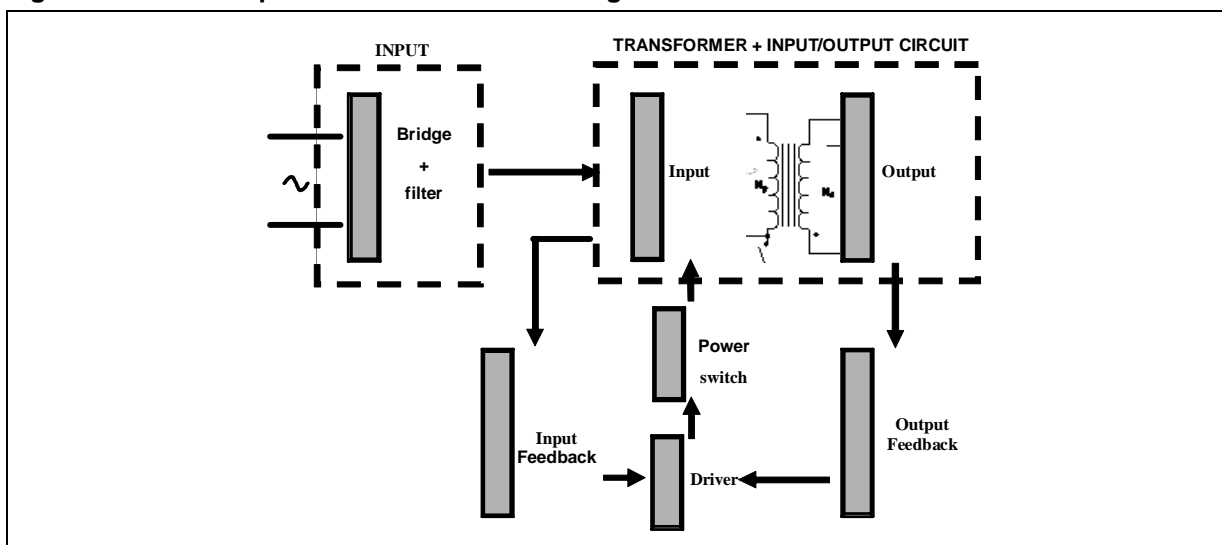 INPUT
TRANSFORMER + INPUT/OUTPUT CIRCUIT
Bridge
+
filter
Input
Output
Power
switch
Input
Feedback
Driver
Output
Feedback